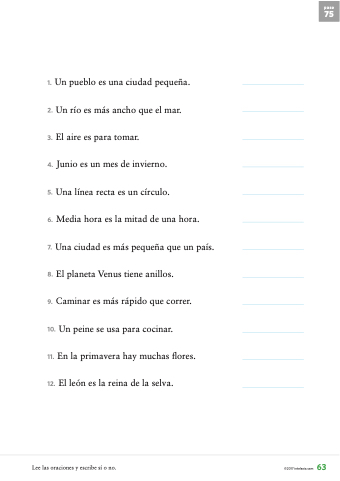 paso
75
1. Un pueblo es una ciudad pequeña.
2. Un río es más ancho que el mar.
3. El aire es para tomar.
4. Junio es un mes de invierno.
5. Una línea recta es un círculo.
6. Media hora es la mitad de una hora.
7. Una ciudad es más pequeña que un país.
8. El planeta Venus tiene anillos.
9. Caminar es más rápido que correr.
10. Un peine se usa para cocinar.
11. En la primavera hay muchas flores.
12. El león es la reina de la selva.
Lee las oraciones y escribe sí o no.
63